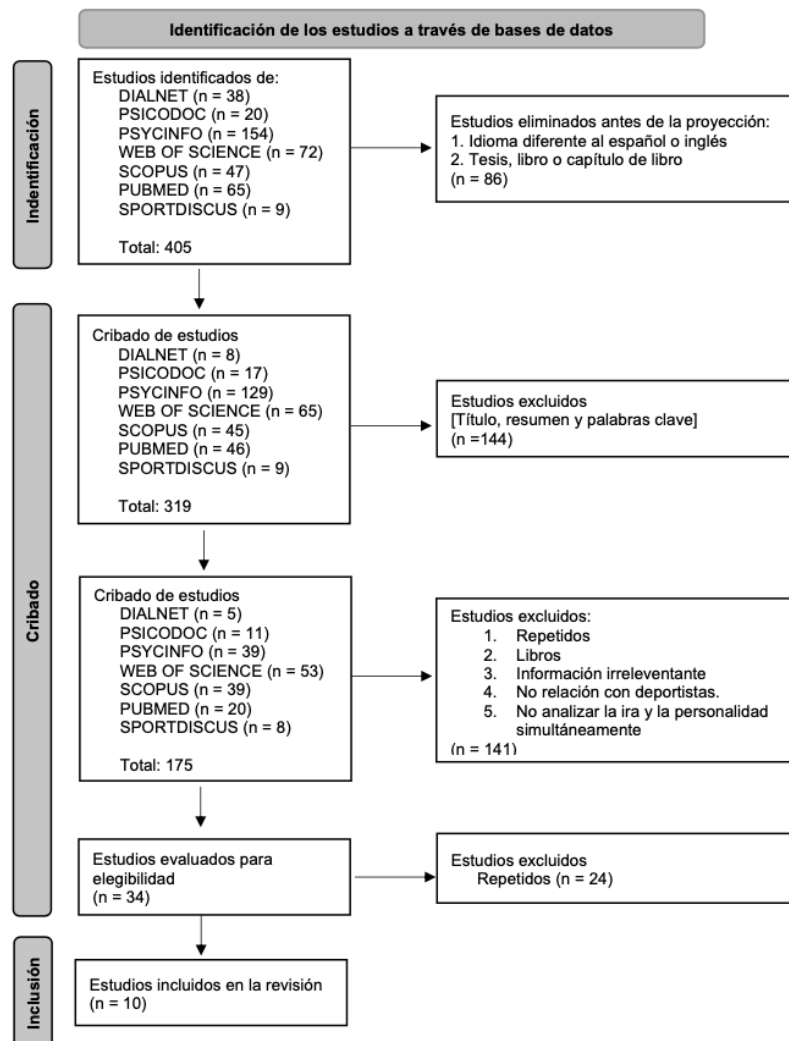 Identificación de los estudios a través de bases de datos
Indentificación
Estudios identificados de:
DIALNET (n = 38)
PSICODOC (n = 20)
PSYCINFO (n = 154)
WEB OF SCIENCE (n = 72)
SCOPUS (n = 47)
PUBMED (n = 65)
SPORTDISCUS (n = 9)
Total: 405
Estudios eliminados antes de la proyección:
1. Idioma diferente al español o inglés
2. Tesis, libro o capítulo de libro
(n = 86)
Cribado
Cribado de estudios
DIALNET (n = 8)
PSICODOC (n = 17)
PSYCINFO (n = 129)
WEB OF SCIENCE (n = 65)
SCOPUS (n = 45)
PUBMED (n = 46)
SPORTDISCUS (n = 9)
Total: 319
Estudios excluidos
[Título, resumen y palabras clave]
(n =144)
Cribado de estudios
DIALNET (n = 5)
PSICODOC (n = 11)
PSYCINFO (n = 39)
WEB OF SCIENCE (n = 53)
SCOPUS (n = 39)
PUBMED (n = 20)
SPORTDISCUS (n = 8)
Total: 175
Estudios excluidos:
1. Repetidos
2. Libros
3. Información irreleventante
4. No relación con deportistas.
5. No analizar la ira y la personalidad
simultáneamente
(n = 141)
Estudios evaluados para
elegibilidad
(n = 34)
Estudios excluidos
Repetidos (n = 24)
Inclusión
Estudios incluidos en la revisión
(n = 10)